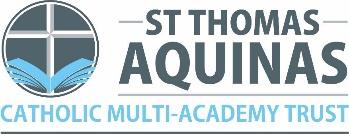 ST THOMAS
AQUINAS
CATHOLIC MULTI-ACADEMY TRUST